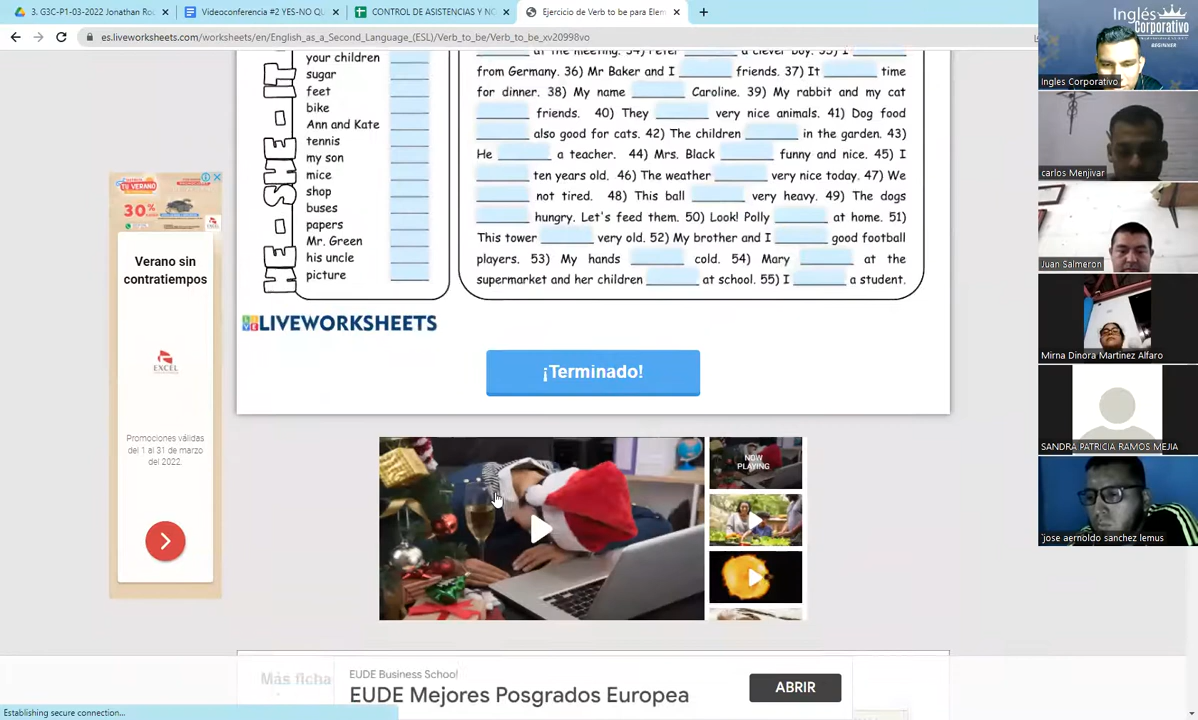 3. G3C-P1-03-2022 Jonathan Ro
Videoconferencia #2 YES-NO QU
CONTROL DE ASISTENCIAS Y NO
Ejercicio de Verb to be para Elem
es.liveworksheets.com/worksheets/en/English_as_a_Second_Language_(ESL)/Verb_to_be/Verb_to_be_xv20998vo
your children
sugar
feet
bike
Ann and Kate
tennis
my son
mice
shop
buses
papers
Mr. Green
his uncle
picture
HE-SHE-IT
at the meeting. 34) Peter a clever boy. 35) I
from Germany. 36) Mr Baker and I friends. 37) It time
for dinner. 38) My name Caroline. 39) My rabbit and my cat
friends. 40) They very nice animals. 41) Dog food
also good for cats. 42) The children in the garden. 43)
He a teacher. 44) Mrs. Black funny and nice. 45) I
ten years old. 46) The weather very nice today. 47) We
not tired. 48) This ball very heavy. 49) The dogs
hungry. Let's feed them. 50) Look! Polly at home. 51)
This tower very old. 52) My brother and I good football
players. 53) My hands cold. 54) Mary at the
supermarket and her children at school. 55) I a student.
LIVEWORKSHEETS
¡Terminado!
TU VERANO
30%
EXCEL
Verano sin
contratiempos
EXCEL
Promociones válidas
del 1 al 31 de marzo
del 2022.
NOW
PLAYING
Más ficha
EUDE Business School
EUDE Mejores Posgrados Europea
ABRIR
Establishing secure connection...
Inglés
Corporativo
BEGINNER
Ingles Corporativo
carlos Menjivar
Juan Salmeron
Mirna Dinora Martinez Alfaro
SANDRA PATRICIA RAMOS MEJIA
jose aernoldo sanchez lemus